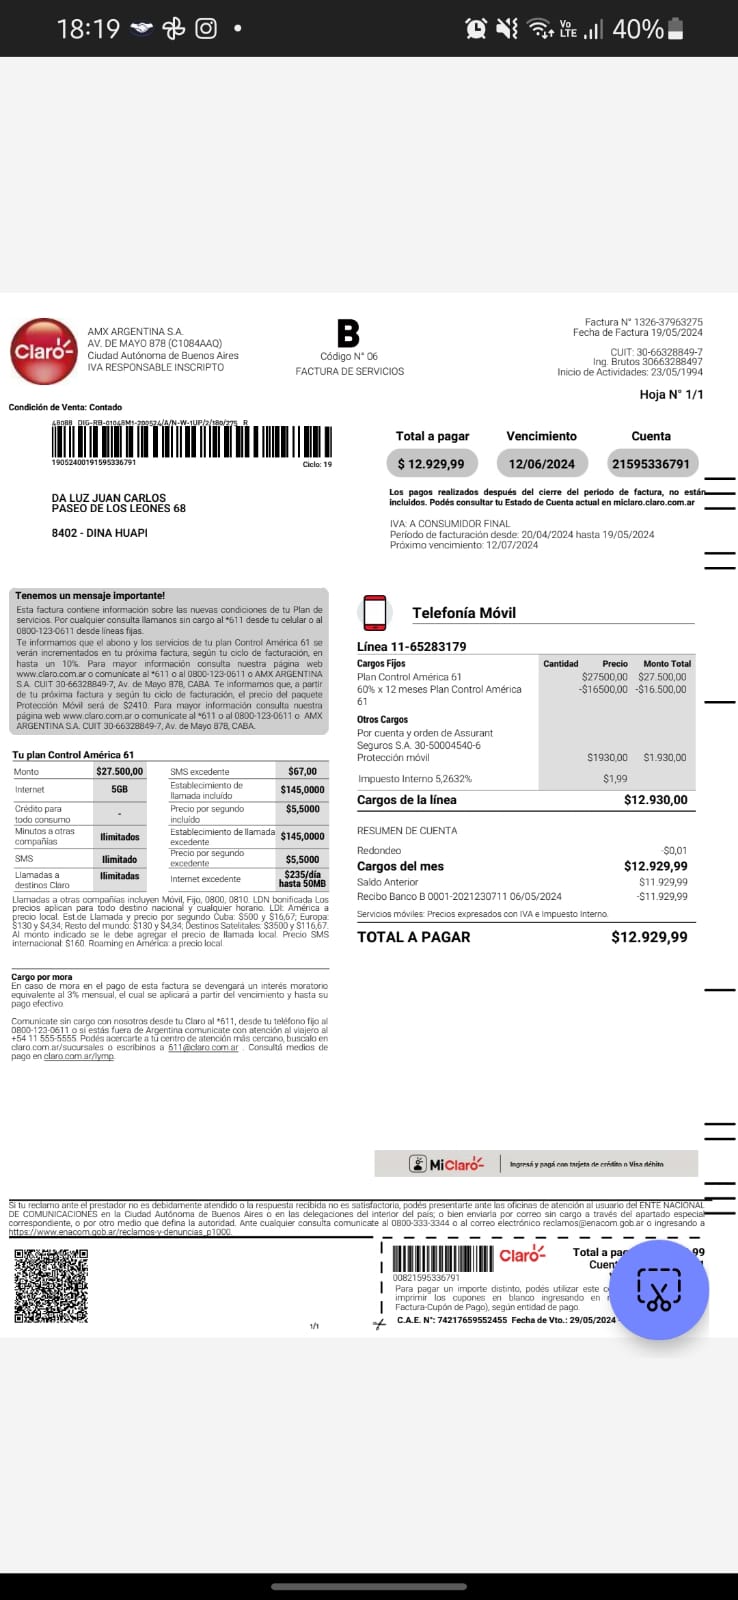 18:19
Vo
LTE
40%
Claro
AMX ARGENTINA S.A.
AV. DE MAYO 878 (C1084AAQ)
Ciudad Autónoma de Buenos Aires
IVA RESPONSABLE INSCRIPTO
B
Código N° 06
FACTURA DE SERVICIOS
Factura N° 1326-37963275
Fecha de Factura 19/05/2024
CUIT: 30-66328849-7
Ing. Brutos 30663288497
Inicio de Actividades: 23/05/1994
Hoja N° 1/1
Condición de Venta: Contado
19052400191595336791
Ciclo: 19
Total a pagar
Vencimiento
Cuenta
$ 12.929,99
12/06/2024
21595336791
Los pagos realizados después del cierre del período de factura, no están
incluidos. Podés consultar tu Estado de Cuenta actual en miclaro.claro.com.ar
DA LUZ JUAN CARLOS
PASEO DE LOS LEONES 68
8402 - DINA HUAPI
IVA: A CONSUMIDOR FINAL
Período de facturación desde: 20/04/2024 hasta 19/05/2024
Próximo vencimiento: 12/07/2024
Tenemos un mensaje importante!
Esta factura contiene información sobre las nuevas condiciones de tu Plan de
servicios. Por cualquier consulta llamanos sin cargo al *611 desde tu celular o al
0800-123-0611 desde líneas fijas.
Te informamos que el abono y los servicios de tu plan Control América 61 se
verán incrementados en tu próxima factura, según tu ciclo de facturación, en
hasta un 10%. Para mayor información consulta nuestra página web
www.claro.com.ar o comunícate al *611 o al 0800-123-0611 o AMX ARGENTINA
S.A. CUIT 30-66328849-7, Av. de Mayo 878, CABA. Te informamos que, a partir
de tu próxima factura y según tu ciclo de facturación, el precio del paquete
Protección Móvil será de $2410. Para mayor información consulta nuestra
página web www.claro.com.ar o comunícate al *611 o al 0800-123-0611 o AMX
ARGENTINA S.A. CUIT 30-66328849-7, Av. de Mayo 878, CABA.
Telefonía Móvil
Línea 11-65283179
Cargos Fijos Cantidad Precio Monto Total
Plan Control América 61 $27500,00 $27.500,00
60% x 12 meses Plan Control América -$16500,00 -$16.500,00
61
Otros Cargos
Por cuenta y orden de Assurant
Seguros S.A. 30-50004540-6
Protección móvil $1930,00 $1.930,00
Impuesto Interno 5,2632% $1,99
Cargos de la línea $12.930,00
RESUMEN DE CUENTA
Redondeo -$0,01
Cargos del mes $12.929,99
Saldo Anterior $11.929,99
Recibo Banco B 0001-2021230711 06/05/2024 -$11.929,99
Servicios móviles: Precios expresados con IVA e Impuesto Interno.
TOTAL A PAGAR $12.929,99
Tu plan Control América 61
Monto $27.500,00 SMS excedente $67,00
Internet 5GB Establecimiento de
llamada incluído $145,0000
Crédito para
todo consumo - Precio por segundo
incluído $5,5000
Minutos a otras
compañías Ilimitados Establecimiento de llamada
excedente $145,0000
SMS Ilimitado Precio por segundo
excedente $5,5000
Llamadas a
destinos Claro Ilimitadas Internet excedente $235/día
hasta 50MB
Llamadas a otras compañías incluyen Móvil, Fijo, 0800, 0810. LDN bonificada Los
precios aplican para todo destino nacional y cualquier horario. LDI: América a
precio local. Est.de Llamada y precio por segundo Cuba: $500 y $16,67; Europa:
$130 y $4,34; Resto del mundo: $130 y $4,34; Destinos Satelitales: $3500 y $116,67.
Al monto indicado se le debe agregar el precio de llamada local. Precio SMS
internacional: $160. Roaming en América: a precio local.
Cargo por mora
En caso de mora en el pago de esta factura se devengará un interés moratorio
equivalente al 3% mensual, el cual se aplicará a partir del vencimiento y hasta su
pago efectivo.
Comunicate sin cargo con nosotros desde tu Claro al *611, desde tu teléfono fijo al
0800-123-0611 o si estás fuera de Argentina comunicate con atención al viajero al
+54 11 555-5555. Podés acercarte a tu centro de atención más cercano, buscalo en
claro.com.ar/sucursales o escribinos a 611@claro.com.ar . Consultá medios de
pago en claro.com.ar/lymp.
MiClaro
Ingresá y pagá con tarjeta de crédito o Visa débito
Si tu reclamo ante el prestador no es debidamente atendido o la respuesta recibida no es satisfactoria, podés presentarte ante las oficinas de atención al usuario del ENTE NACIONAL
DE COMUNICACIONES en la Ciudad Autónoma de Buenos Aires o en las delegaciones del interior del país; o bien enviarla por correo sin cargo a través del apartado especial
correspondiente, o por otro medio que defina la autoridad. Ante cualquier consulta comunicate al 0800-333-3344 o al correo electrónico reclamos@enacom.gob.ar o ingresando a
https://www.enacom.gob.ar/reclamos-y-denuncias_p1000.
Claro
00821595336791
Total a pa 99
Cuen
Para pagar un importe distinto, podés utilizar este
imprimir los cupones en blanco ingresando en
Factura-Cupón de Pago), según entidad de pago.
C.A.E. N°: 74217659552455 Fecha de Vto.: 29/05/2024
1/1